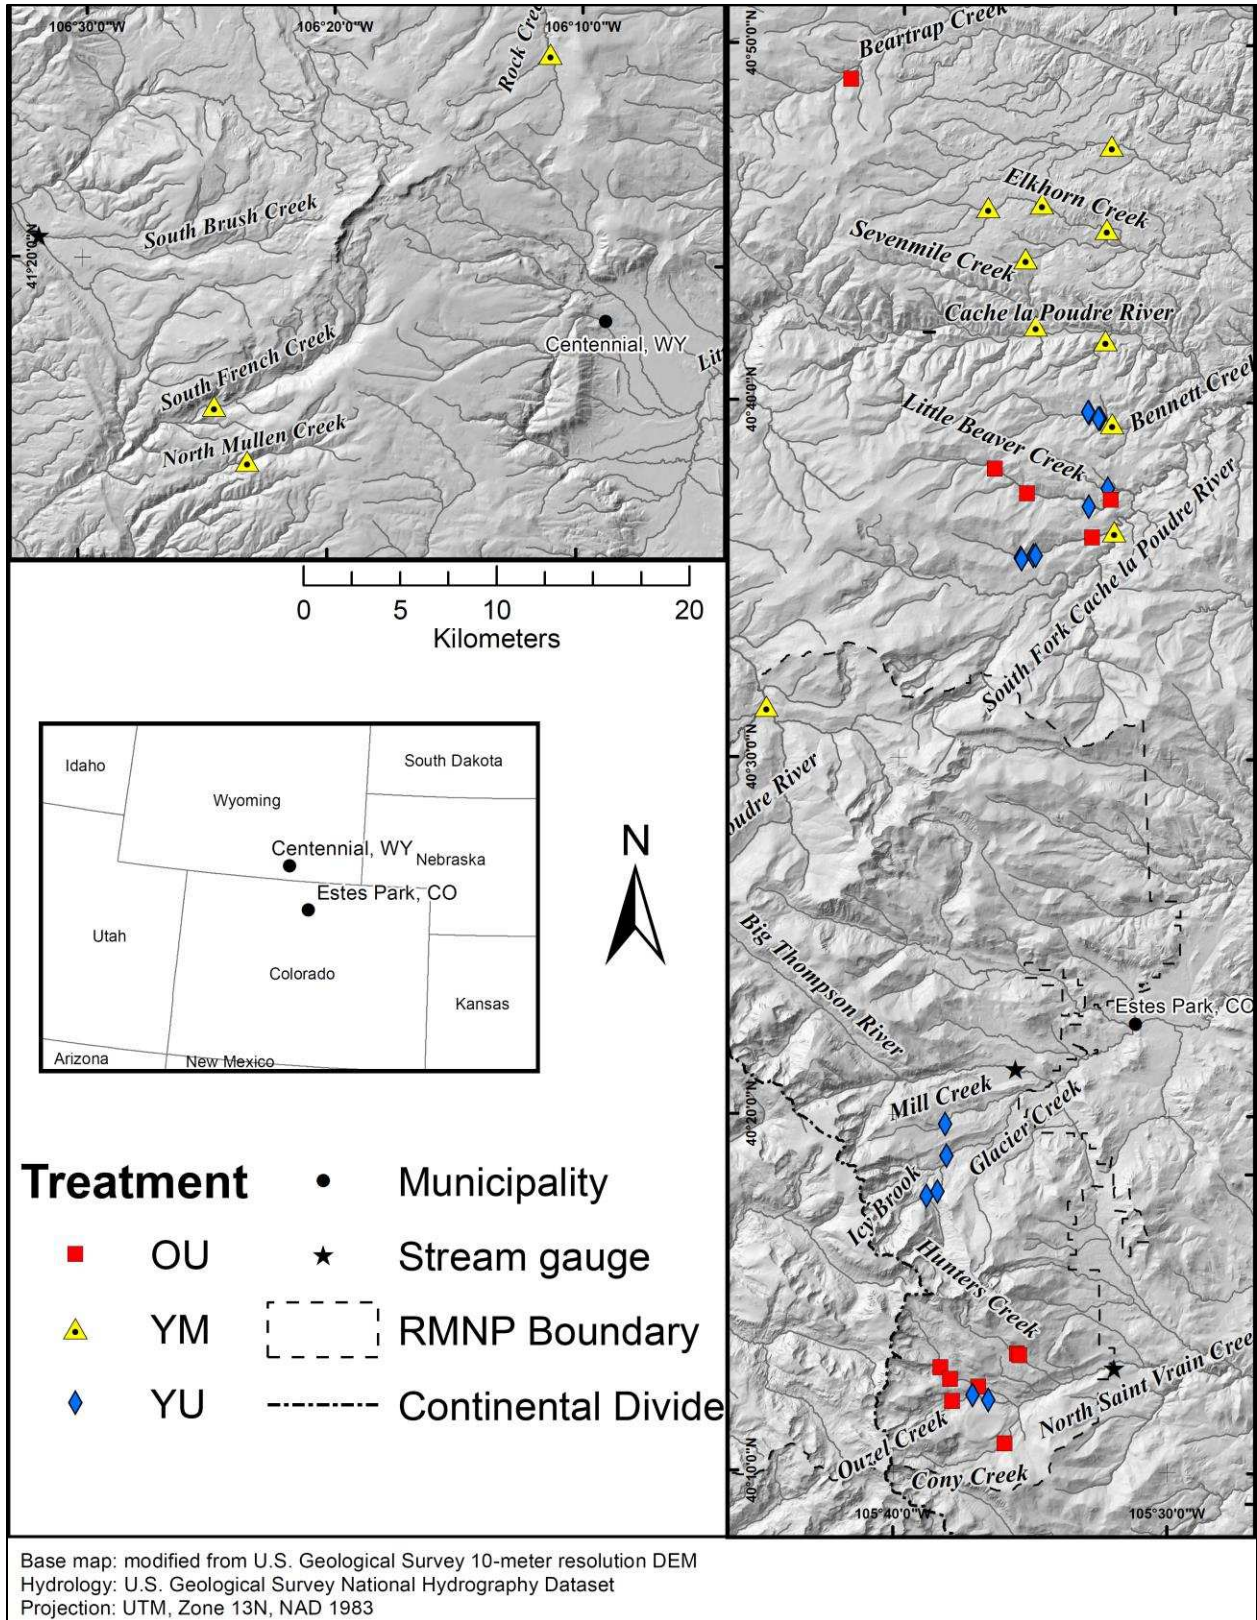 106°30'0"W
106°20'0"W
106°10'0"W
Rock Cree
South Brush Creek
41°20'0"N
Centennial, WY
South French Creek
North Mullen Creek
0 5 10 20
Kilometers
Idaho
South Dakota
Wyoming
Centennial, WY
Nebraska
Estes Park, CO
Utah
Colorado
Kansas
Arizona
New Mexico
N
Treatment
OU
YM
YU
Municipality
Stream gauge
RMNP Boundary
Continental Divide
40°50'0"N
Beartrap Creek
Elkhorn Creek
Sevenmile Creek
Cache la Poudre River
40°40'0"N
Bennett Creek
Little Beaver Creek
South Fork Cache la Poudre River
40°30'0"N
oudre River
Big Thompson River
Estes Park, CO
Mill Creek
40°20'0"N
Glacier Creek
Icy Brook
Hunters Creek
North Saint Vrain Cree
Ouzel Creek
Cony Creek
40°10'0"N
105°40'0"W
105°30'0"W
Base map: modified from U.S. Geological Survey 10-meter resolution DEM
Hydrology: U.S. Geological Survey National Hydrography Dataset
Projection: UTM, Zone 13N, NAD 1983